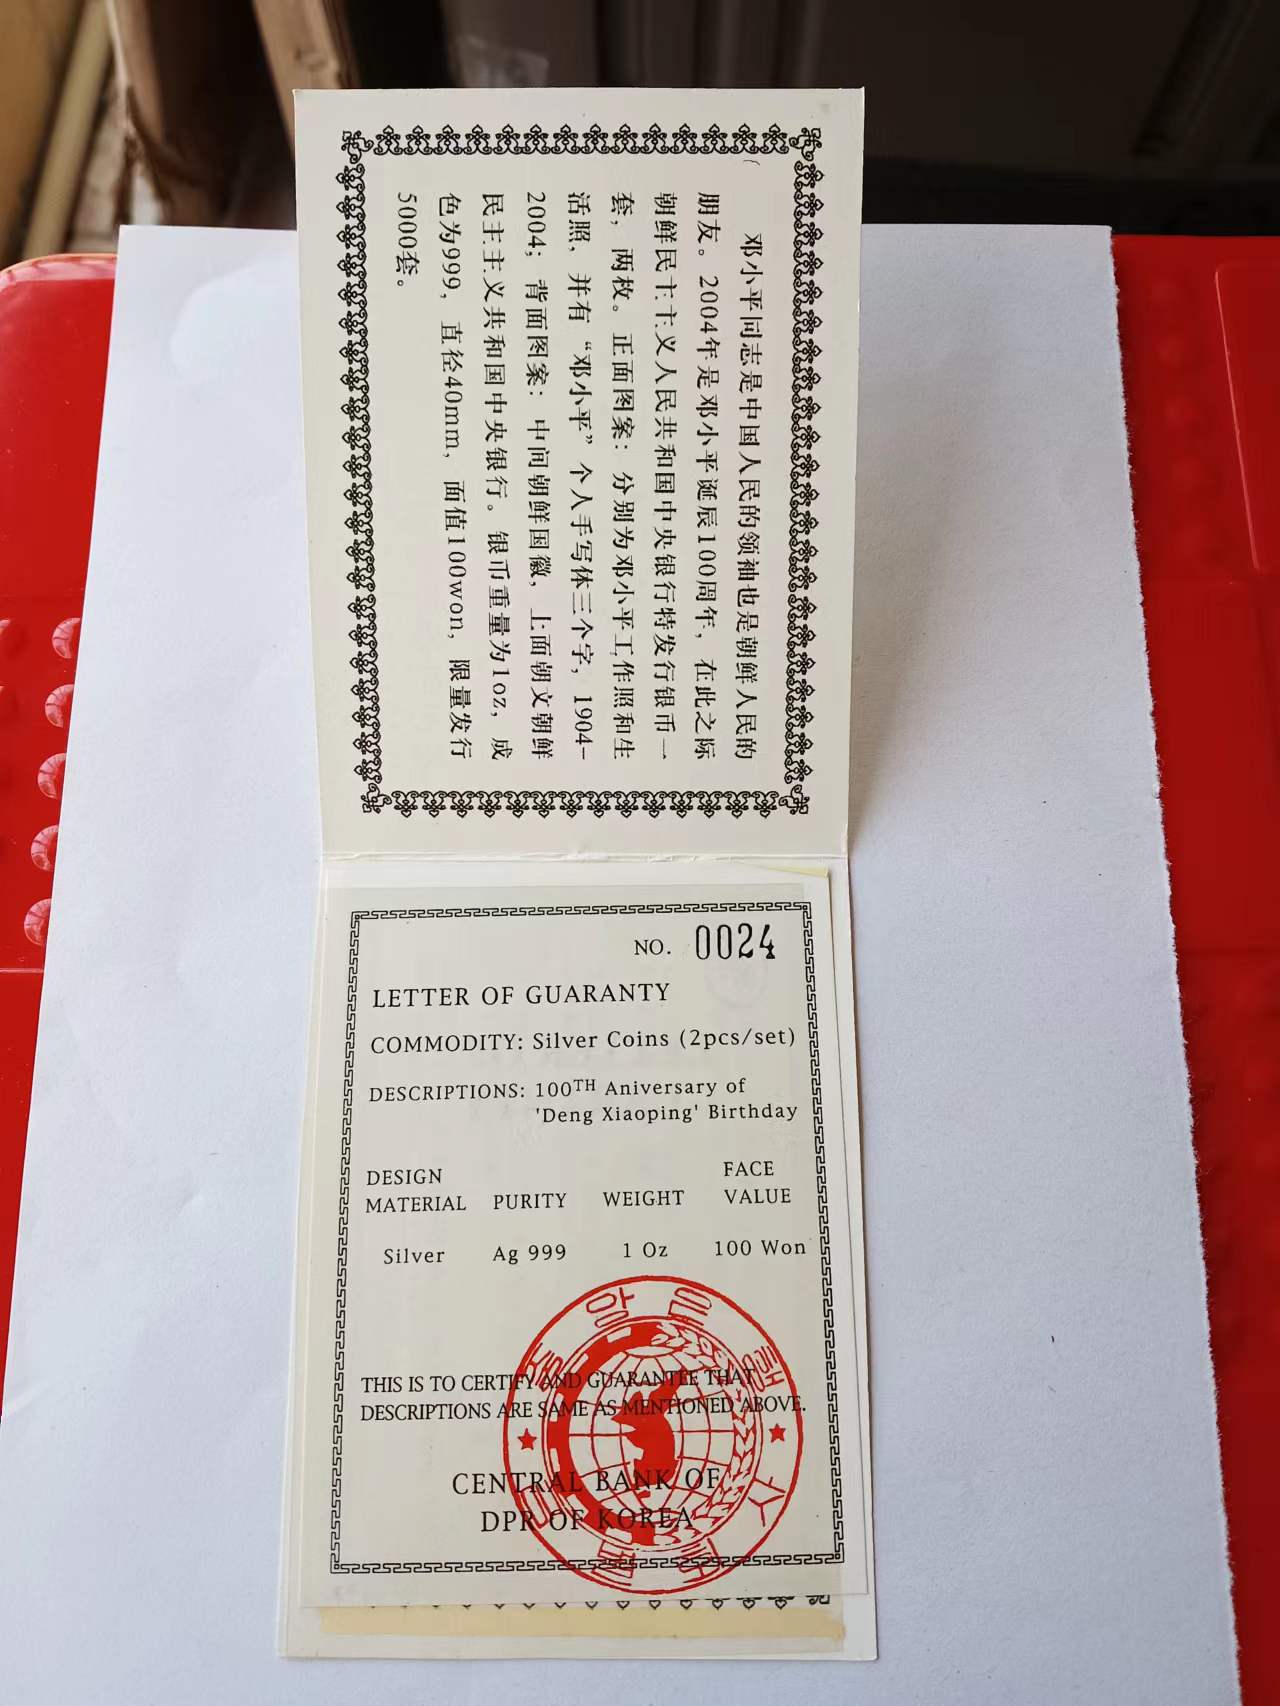 邓小平同志是中国人民的领袖也是朝鲜人民的
朋友。2004年是邓小平诞辰100周年，在此之际
朝鲜民主主义人民共和国中央银行特发行银币一
套，两枚。正面图案：分别为邓小平工作照和生
活照，并有“邓小平”个人手写体三个字，1904-
2004；背面图案：中间朝鲜国徽，上面朝文朝鲜
民主主义共和国中央银行。银币重量为1oz，成
色为999，直径40mm，面值100won，限量发行
5000套。
NO. 0024
LETTER OF GUARANTY
COMMODITY: Silver Coins (2pcs/set)
DESCRIPTIONS: 100TH Aniversary of
'Deng Xiaoping' Birthday
DESIGN MATERIAL PURITY WEIGHT FACE VALUE
Silver Ag 999 1 Oz 100 Won
THIS IS TO CERTIFY AND GUARANTEE THAT
DESCRIPTIONS ARE SAME AS MENTIONED ABOVE.
CENTRAL BANK OF
DPR OF KOREA
앙은행